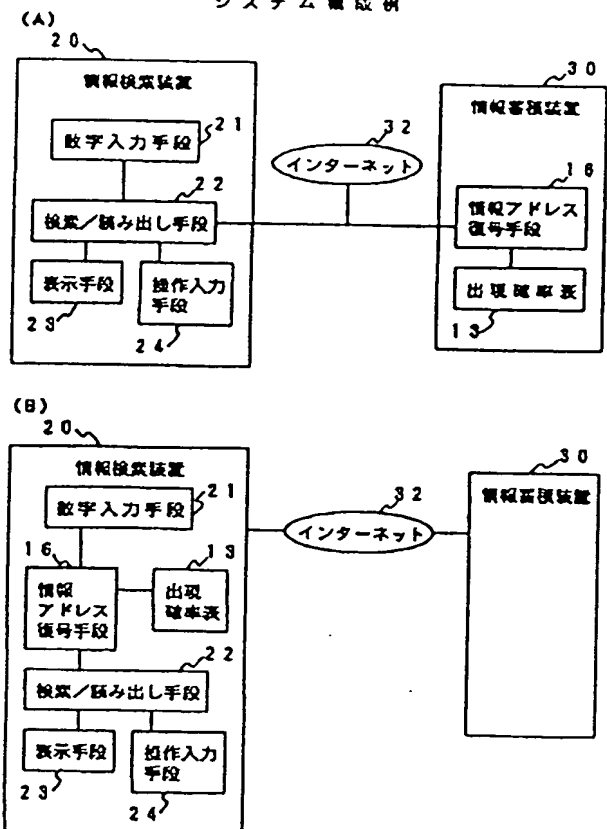 システム構成例
(A)
20
情報検索装置
21
数字入力手段
22
検索／読み出し手段
表示手段
23
操作入力
手段
24
32
インターネット
30
情報蓄積装置
16
情報アドレス
復号手段
出現確率表
13
(B)
20
情報検索装置
21
数字入力手段
16
情報
アドレス
復号手段
13
出現
確率表
22
検索／読み出し手段
表示手段
23
操作入力
手段
24
32
インターネット
30
情報蓄積装置